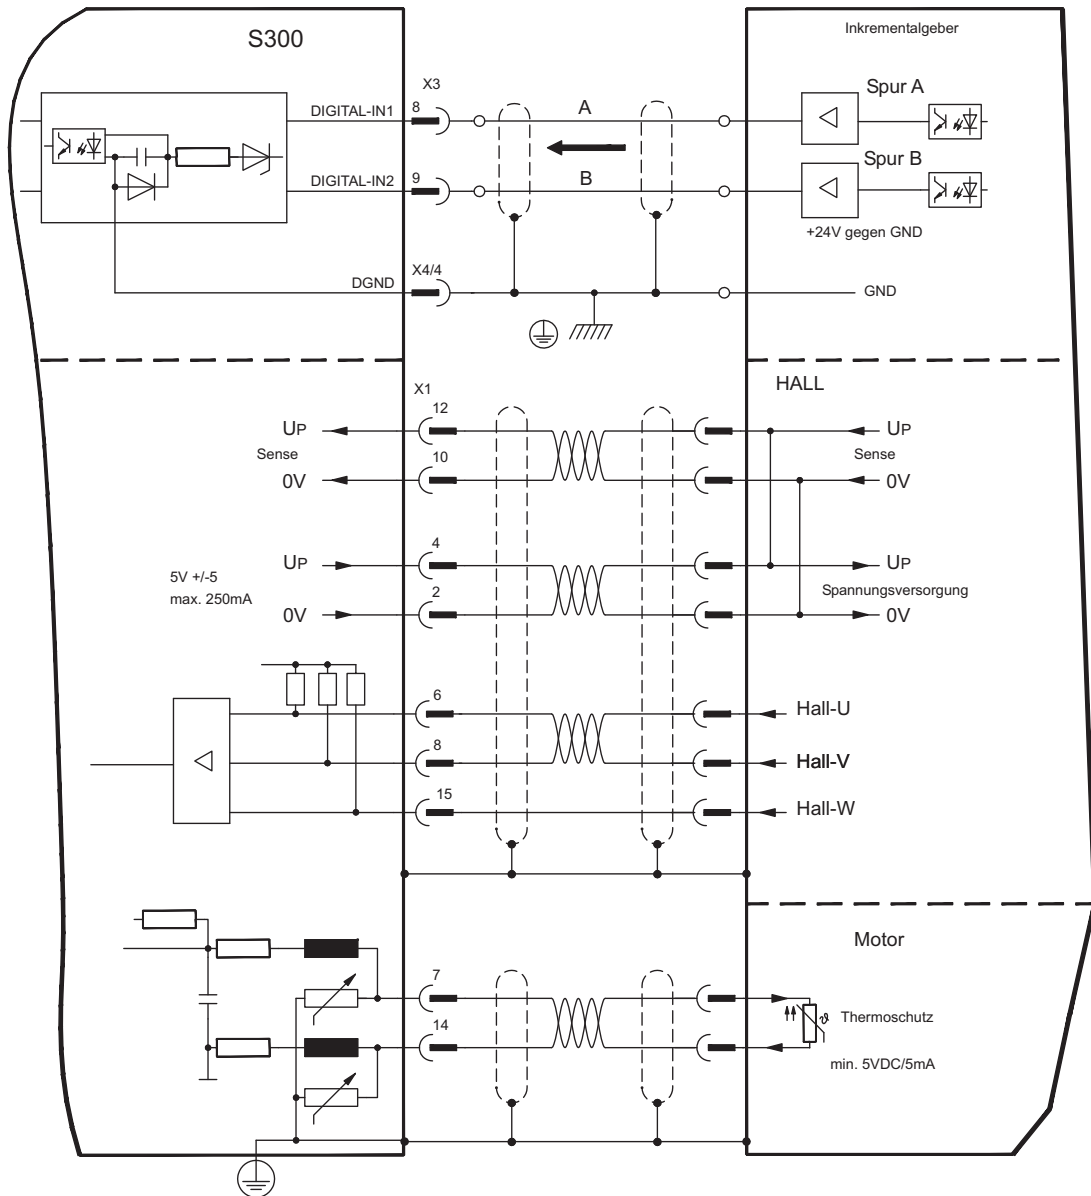 S300
Inkrementalgeber
X3
DIGITAL-IN1
8
A
Spur A
DIGITAL-IN2
9
B
Spur B
+24V gegen GND
DGND
X4/4
GND
HALL
X1
UP
12
UP
Sense
Sense
0V
10
0V
UP
4
UP
5V +/-5
max. 250mA
Spannungsversorgung
0V
2
0V
6
Hall-U
8
Hall-V
15
Hall-W
Motor
7
14
ϑ
Thermoschutz
min. 5VDC/5mA